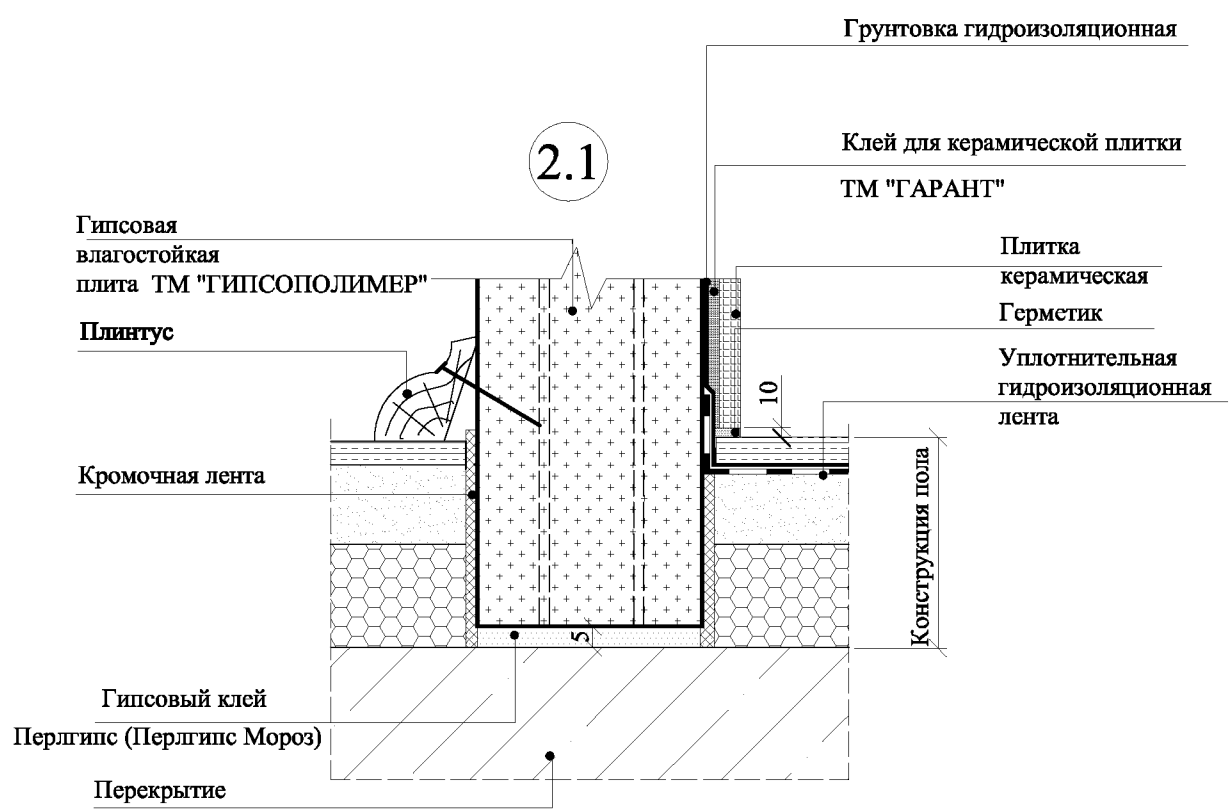 Грунтовка гидроизоляционная
Клей для керамической плитки
ТМ "ГАРАНТ"
2.1
Гипсовая
влагостойкая
плита ТМ "ГИПСОПОЛИМЕР"
Плитка
керамическая
Герметик
Плинтус
Уплотнительная
гидроизоляционная
лента
10
Кромочная лента
Конструкция пола
5
Гипсовый клей
Перлгипс (Перлгипс Мороз)
Перекрытие